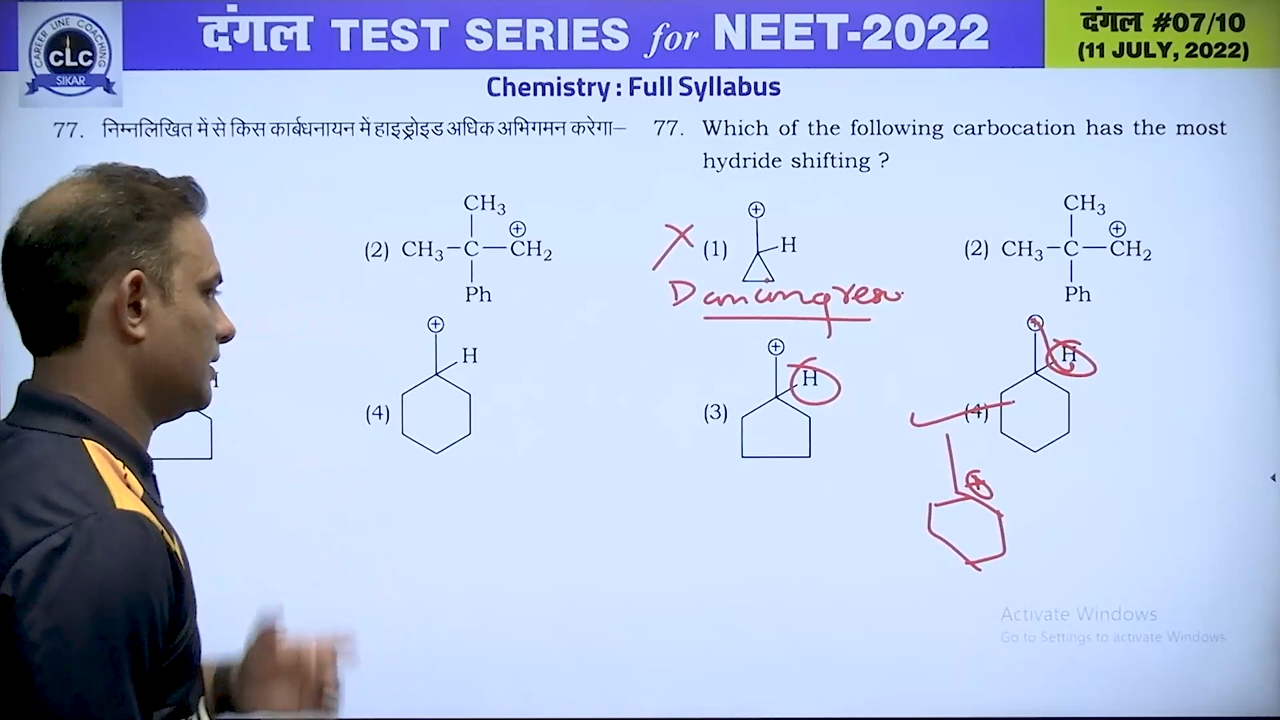 CAREER LINE COACHING
CLC
SIKAR
दंगल TEST SERIES for NEET-2022
दंगल #07/10
(11 JULY, 2022)
Chemistry : Full Syllabus
77. निम्नलिखित में से किस कार्बधनायन में हाइड्रोइड अधिक अभिगमन करेगा–
(2) CH₃–C–CH₂
CH₃
⊕
Ph
(4)
⊕
H
77. Which of the following carbocation has the most
hydride shifting ?
(1)
⊕
H
(2) CH₃–C–CH₂
CH₃
⊕
Ph
(3)
⊕
H
(4)
⊕
H
⊕
Activate Windows
Go to Settings to activate Windows.